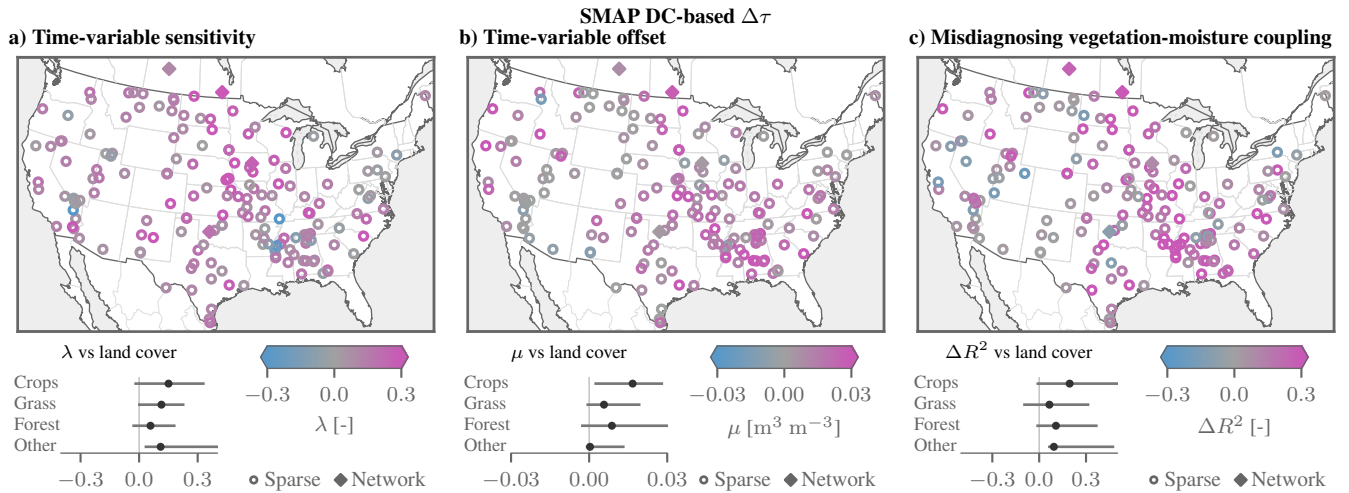 SMAP DC-based Δτ
a) Time-variable sensitivity
b) Time-variable offset
c) Misdiagnosing vegetation-moisture coupling
λ vs land cover
Crops
Grass
Forest
Other
−0.3 0.0 0.3
−0.3 0.0 0.3
λ [-]
Sparse Network
μ vs land cover
Crops
Grass
Forest
Other
−0.03 0.00 0.03
−0.03 0.00 0.03
μ [m³ m⁻³]
Sparse Network
ΔR² vs land cover
Crops
Grass
Forest
Other
−0.3 0.0 0.3
−0.3 0.0 0.3
ΔR² [-]
Sparse Network